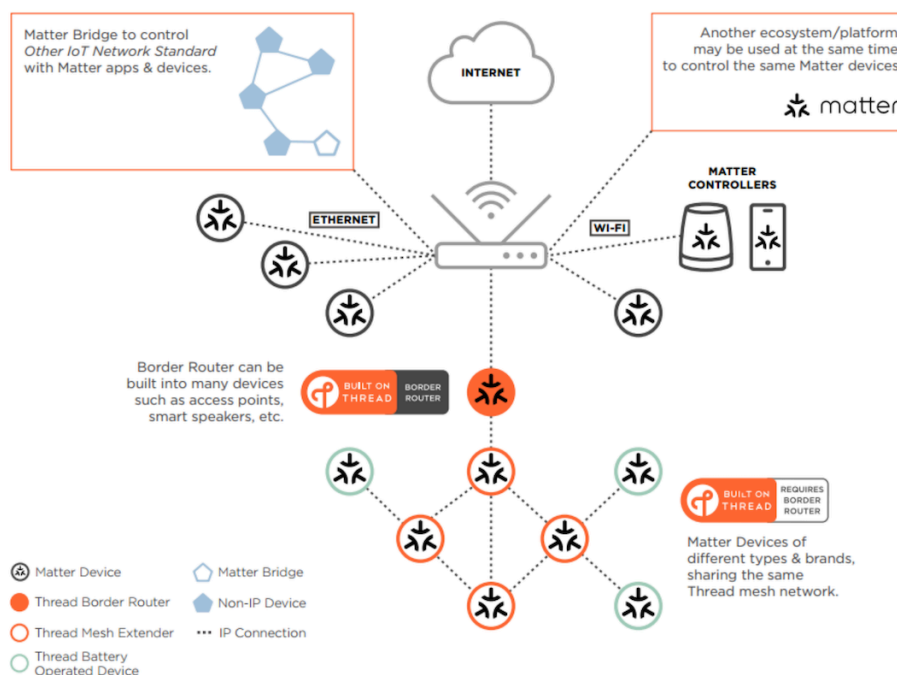 Matter Bridge to control
Other IoT Network Standard
with Matter apps & devices.
INTERNET
Another ecosystem/platform
may be used at the same time
to control the same Matter devices
matter
MATTER
CONTROLLERS
ETHERNET
WI-FI
Border Router can be
built into many devices
such as access points,
smart speakers, etc.
BUILT ON
THREAD
BORDER
ROUTER
BUILT ON
THREAD
REQUIRES
BORDER
ROUTER
Matter Devices of
different types & brands,
sharing the same
Thread mesh network.
Matter Device
Thread Border Router
Thread Mesh Extender
Thread Battery
Operated Device
Matter Bridge
Non-IP Device
IP Connection